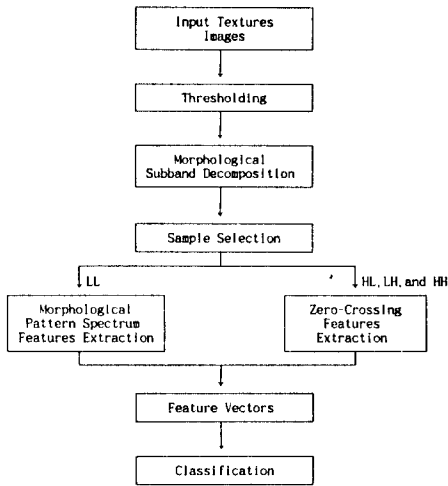 Input Textures
Images
Thresholding
Morphological
Subband Decomposition
Sample Selection
LL
HL, LH, and HH
Morphological
Pattern Spectrum
Features Extraction
Zero-Crossing
Features
Extraction
Feature Vectors
Classification